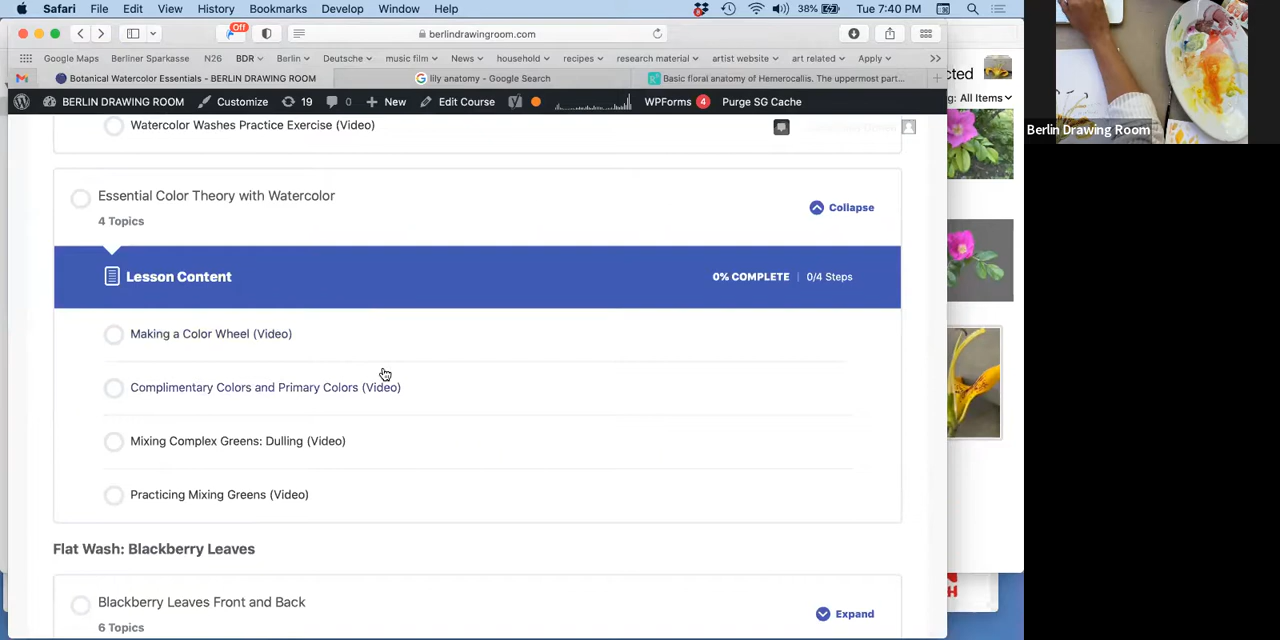 Safari File Edit View History Bookmarks Develop Window Help
38% Tue 7:40 PM
Off
berlindrawingroom.com
Google Maps Berliner Sparkasse N26 BDR Berlin Deutsche music film News household recipes research material artist website art related Apply
Botanical Watercolor Essentials - BERLIN DRAWING ROOM
lily anatomy - Google Search
Basic floral anatomy of Hemerocallis. The uppermost part...
cted
g: All Items
BERLIN DRAWING ROOM Customize 19 0 New Edit Course WPForms 4 Purge SG Cache
Berlin Drawing Room
Watercolor Washes Practice Exercise (Video)
Essential Color Theory with Watercolor
4 Topics
Collapse
Lesson Content
0% COMPLETE | 0/4 Steps
Making a Color Wheel (Video)
Complimentary Colors and Primary Colors (Video)
Mixing Complex Greens: Dulling (Video)
Practicing Mixing Greens (Video)
Flat Wash: Blackberry Leaves
Blackberry Leaves Front and Back
6 Topics
Expand